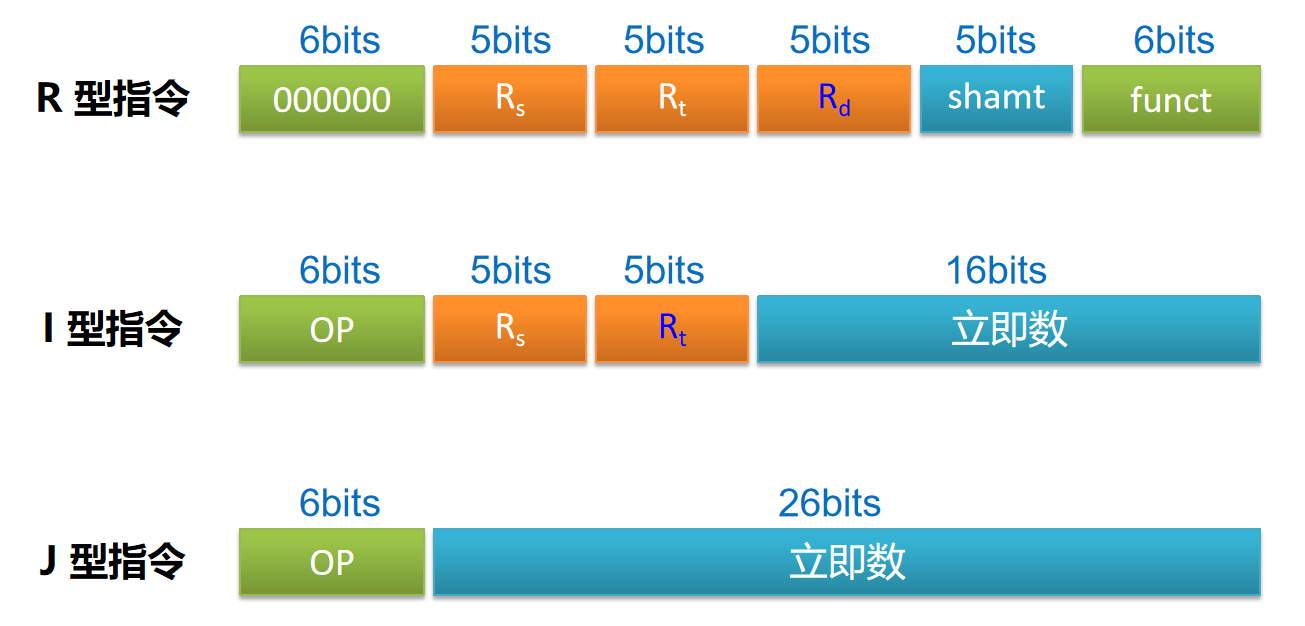 6bits 5bits 5bits 5bits 5bits 6bits
R 型指令 000000 Rs Rt Rd shamt funct
6bits 5bits 5bits 16bits
I 型指令 OP Rs Rt 立即数
6bits 26bits
J 型指令 OP 立即数